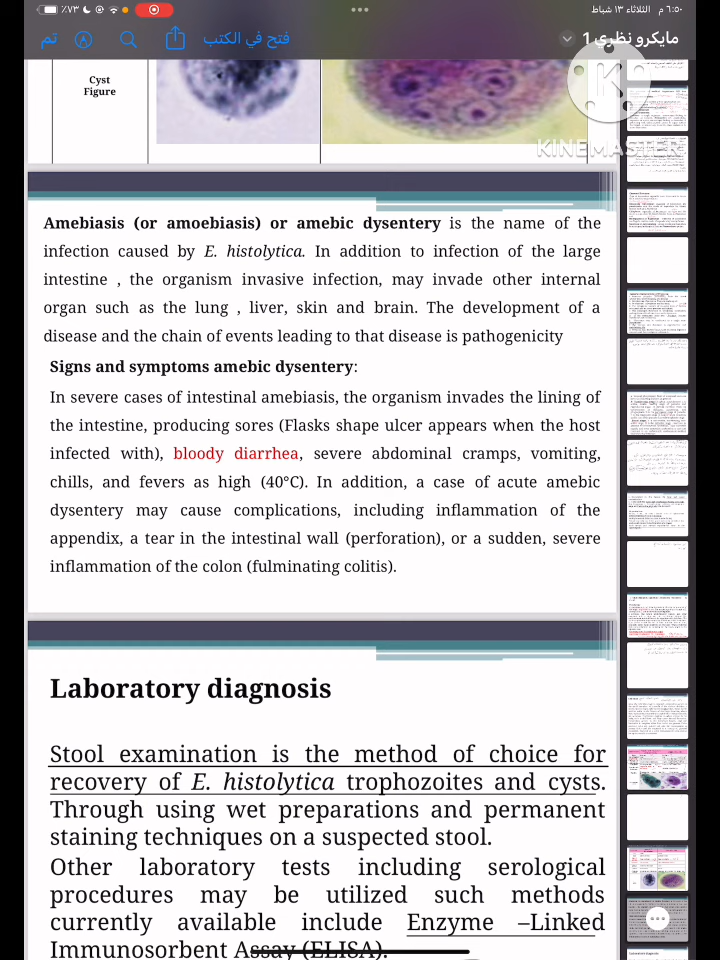 ٦:٥٠ م الثلاثاء ١٣ شباط
٪٧٣
مايكرو نظري 1
فتح في الكتب
تم
KINEMASTER
Cyst
Figure
Amebiasis (or amoebiasis) or amebic dysentery is the name of the
infection caused by E. histolytica. In addition to infection of the large
intestine , the organism invasive infection, may invade other internal
organ such as the lung , liver, skin and brain. The development of a
disease and the chain of events leading to that disease is pathogenicity
Signs and symptoms amebic dysentery:
In severe cases of intestinal amebiasis, the organism invades the lining of
the intestine, producing sores (Flasks shape ulcer appears when the host
infected with), bloody diarrhea, severe abdominal cramps, vomiting,
chills, and fevers as high (40°C). In addition, a case of acute amebic
dysentery may cause complications, including inflammation of the
appendix, a tear in the intestinal wall (perforation), or a sudden, severe
inflammation of the colon (fulminating colitis).
Laboratory diagnosis
Stool examination is the method of choice for
recovery of E. histolytica trophozoites and cysts.
Through using wet preparations and permanent
staining techniques on a suspected stool.
Other laboratory tests including serological
procedures may be utilized such methods
currently available include Enzyme –Linked
Immunosorbent Assay (ELISA).